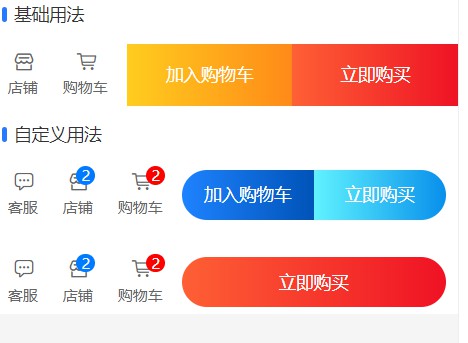 基础用法
店铺 购物车 加入购物车 立即购买
自定义用法
2 2
客服 店铺 购物车 加入购物车 立即购买
2 2
客服 店铺 购物车 立即购买